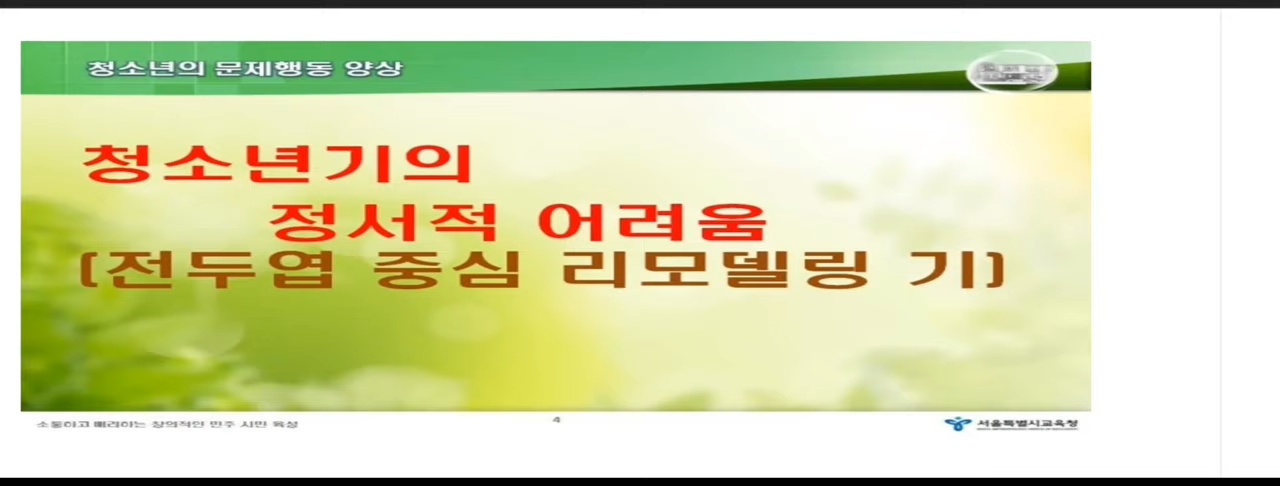 청소년의 문제행동 양상
청소년기의
정서적 어려움
(전두엽 중심 리모델링 기)
소통하고 배려하는 창의적인 민주 시민 육성
4
서울특별시교육청